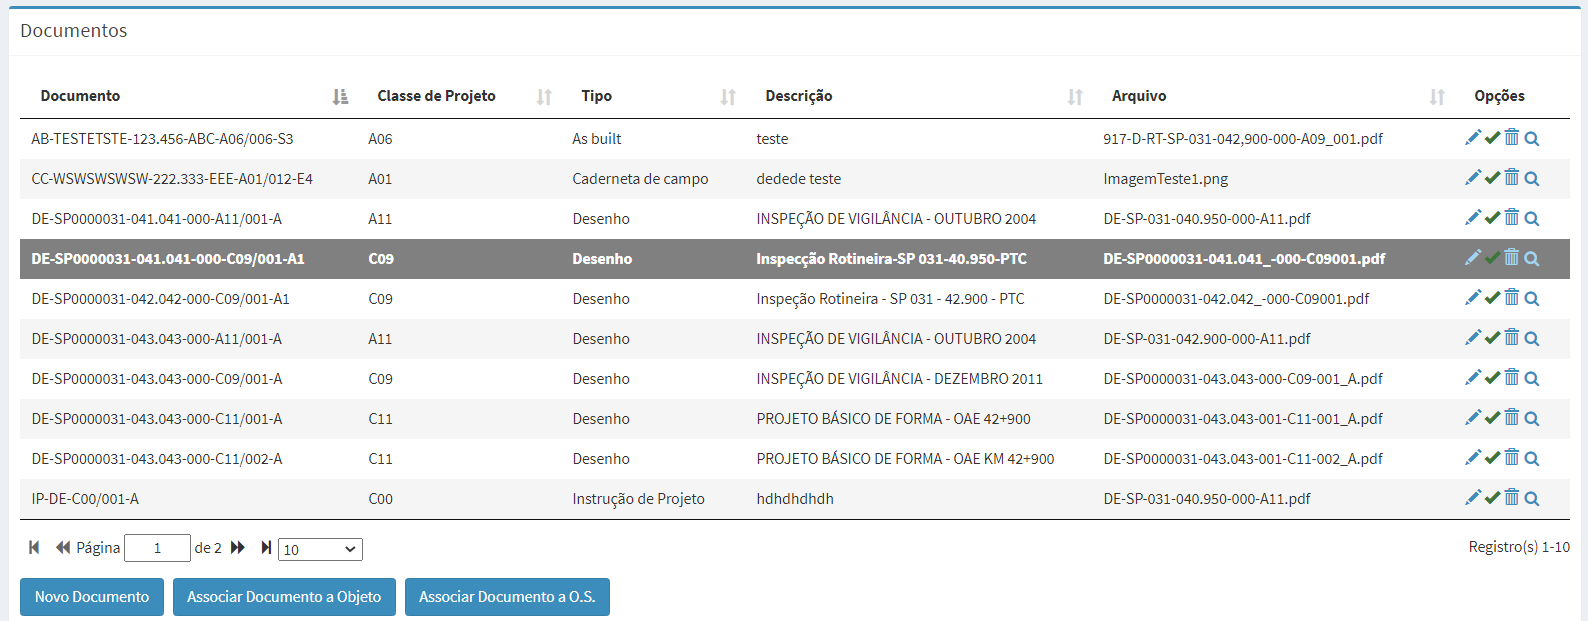 Documentos
Documento Classe de Projeto Tipo Descrição Arquivo Opções
AB-TESTETSTE-123.456-ABC-A06/006-S3 A06 As built teste 917-D-RT-SP-031-042,900-000-A09_001.pdf
CC-WSWSWSWSW-222.333-EEE-A01/012-E4 A01 Caderneta de campo dedede teste ImagemTeste1.png
DE-SP0000031-041.041-000-A11/001-A A11 Desenho INSPEÇÃO DE VIGILÂNCIA - OUTUBRO 2004 DE-SP-031-040.950-000-A11.pdf
DE-SP0000031-041.041-000-C09/001-A1 C09 Desenho Inspecção Rotineira-SP 031-40.950-PTC DE-SP0000031-041.041_-000-C09001.pdf
DE-SP0000031-042.042-000-C09/001-A1 C09 Desenho Inspeção Rotineira - SP 031 - 42.900 - PTC DE-SP0000031-042.042_-000-C09001.pdf
DE-SP0000031-043.043-000-A11/001-A A11 Desenho INSPEÇÃO DE VIGILÂNCIA - OUTUBRO 2004 DE-SP-031-042.900-000-A11.pdf
DE-SP0000031-043.043-000-C09/001-A C09 Desenho INSPEÇÃO DE VIGILÂNCIA - DEZEMBRO 2011 DE-SP0000031-043.043-000-C09-001_A.pdf
DE-SP0000031-043.043-000-C11/001-A C11 Desenho PROJETO BÁSICO DE FORMA - OAE 42+900 DE-SP0000031-043.043-001-C11-001_A.pdf
DE-SP0000031-043.043-000-C11/002-A C11 Desenho PROJETO BÁSICO DE FORMA - OAE KM 42+900 DE-SP0000031-043.043-001-C11-002_A.pdf
IP-DE-C00/001-A C00 Instrução de Projeto hdhdhdhdh DE-SP-031-040.950-000-A11.pdf
Página 1 de 2 10 Registro(s) 1-10
Novo Documento Associar Documento a Objeto Associar Documento a O.S.